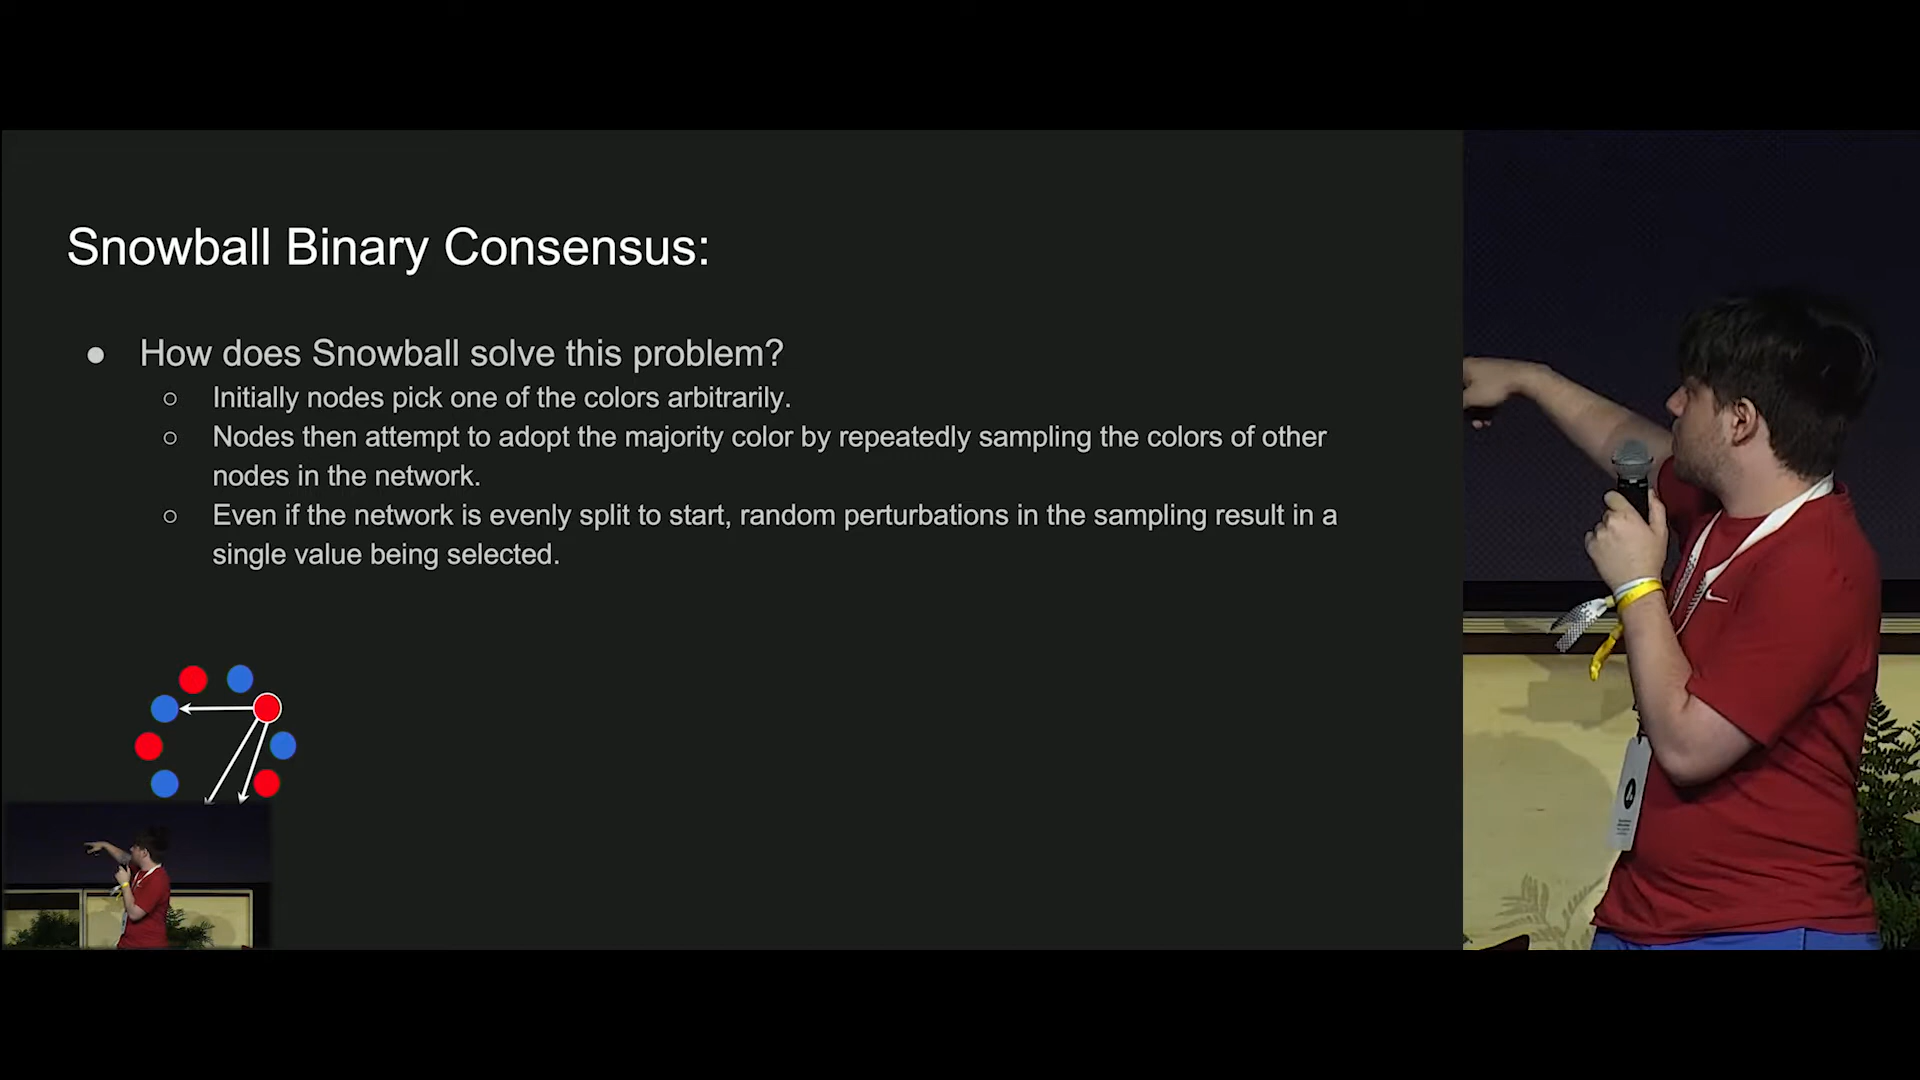 Snowball Binary Consensus:
● How does Snowball solve this problem?
○ Initially nodes pick one of the colors arbitrarily.
○ Nodes then attempt to adopt the majority color by repeatedly sampling the colors of other
nodes in the network.
○ Even if the network is evenly split to start, random perturbations in the sampling result in a
single value being selected.